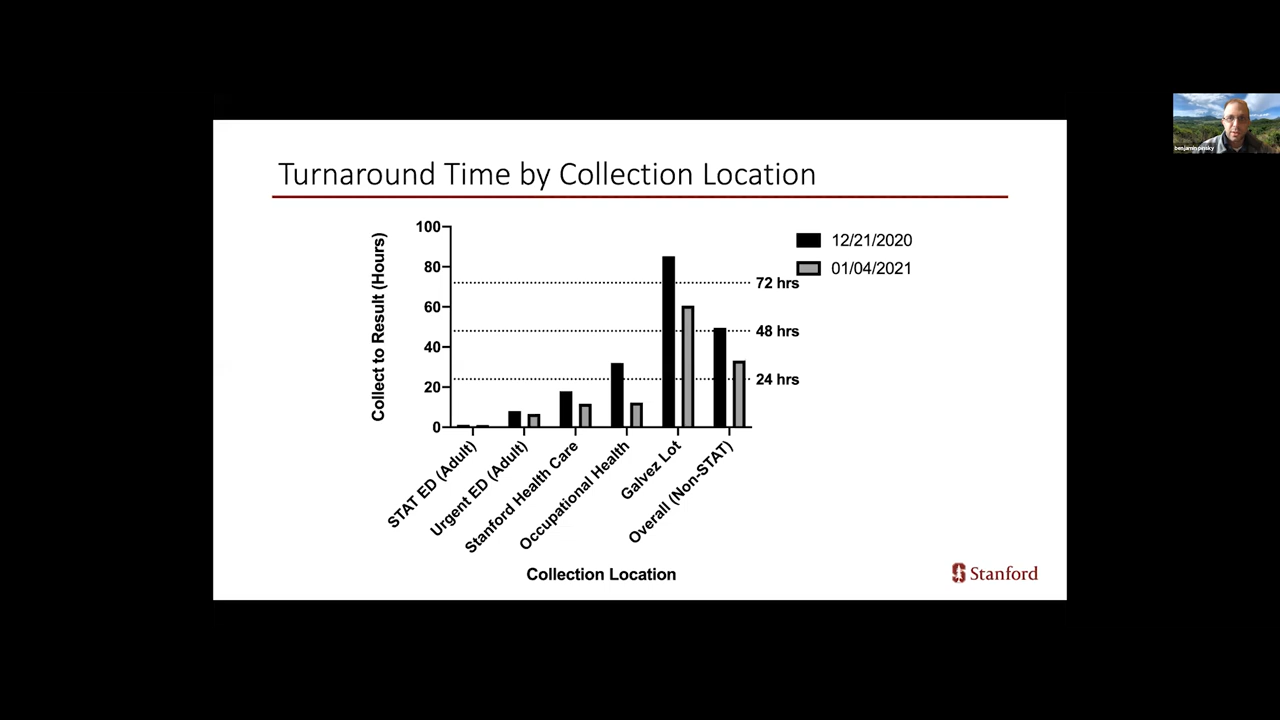 Turnaround Time by Collection Location
Collect to Result (Hours)
100
80
60
40
20
0
12/21/2020
01/04/2021
72 hrs
48 hrs
24 hrs
STAT ED (Adult)
Urgent ED (Adult)
Stanford Health Care
Occupational Health
Galvez Lot
Overall (Non-STAT)
Collection Location
Stanford
benjamin pinsky